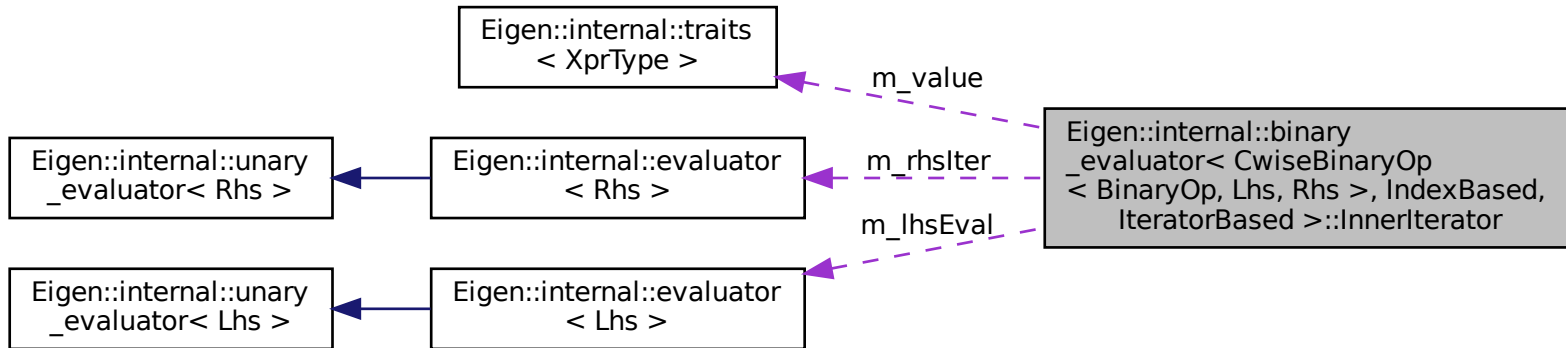 Eigen::internal::traits
< XprType >
m_value
Eigen::internal::binary
_evaluator< CwiseBinaryOp
< BinaryOp, Lhs, Rhs >, IndexBased,
IteratorBased >::InnerIterator
Eigen::internal::unary
_evaluator< Rhs >
Eigen::internal::evaluator
< Rhs >
m_rhsIter
m_lhsEval
Eigen::internal::unary
_evaluator< Lhs >
Eigen::internal::evaluator
< Lhs >